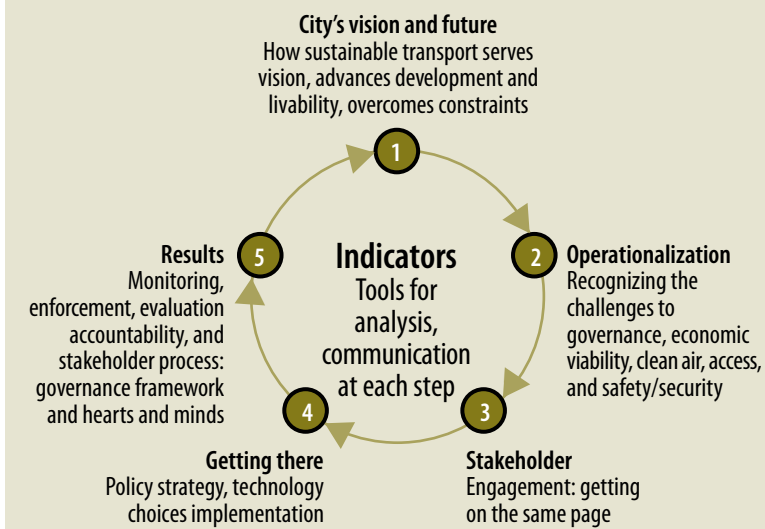 City's vision and future
How sustainable transport serves
vision, advances development and
livability, overcomes constraints
1
2
Operationalization
Recognizing the
challenges to
governance, economic
viability, clean air, access,
and safety/security
3
Stakeholder
Engagement: getting
on the same page
4
Getting there
Policy strategy, technology
choices implementation
5
Results
Monitoring,
enforcement, evaluation
accountability, and
stakeholder process:
governance framework
and hearts and minds
Indicators
Tools for
analysis,
communication
at each step